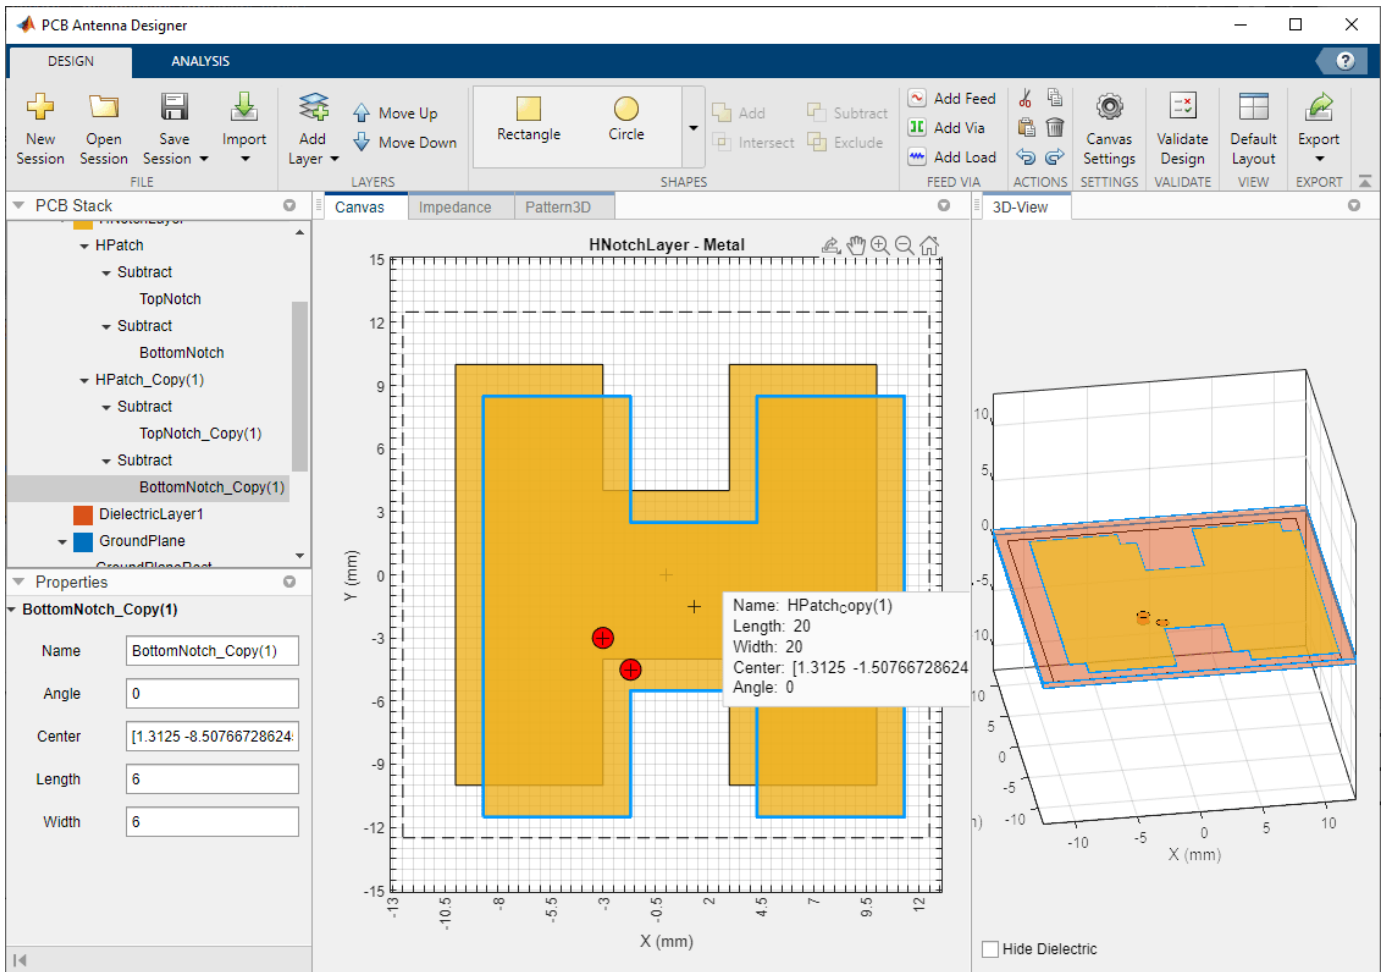 PCB Antenna Designer
DESIGN ANALYSIS
New Session
Open Session
Save Session
Import
FILE
Add Layer
Move Up
Move Down
LAYERS
Rectangle
Circle
Add
Subtract
Intersect
Exclude
SHAPES
Add Feed
Add Via
Add Load
FEED VIA
ACTIONS
Canvas Settings
SETTINGS
Validate Design
VALIDATE
Default Layout
VIEW
Export
EXPORT
PCB Stack
HNotchLayer
HPatch
Subtract
TopNotch
Subtract
BottomNotch
HPatch_Copy(1)
Subtract
TopNotch_Copy(1)
Subtract
BottomNotch_Copy(1)
DielectricLayer1
GroundPlane
Properties
BottomNotch_Copy(1)
Name BottomNotch_Copy(1)
Angle 0
Center [1.3125 -8.50766728624
Length 6
Width 6
Canvas Impedance Pattern3D
HNotchLayer - Metal
15
12
9
6
3
0
-3
-6
-9
-12
-15
Y (mm)
-13 -10.5 -8 -5.5 -3 -0.5 2 4.5 7 9.5 12
X (mm)
Name: HPatchCopy(1)
Length: 20
Width: 20
Center: [1.3125 -1.50766728624
Angle: 0
3D-View
10
5
0
-5
10
10
5
0
-5
-10
-10 -5 0 5 10
X (mm)
Hide Dielectric